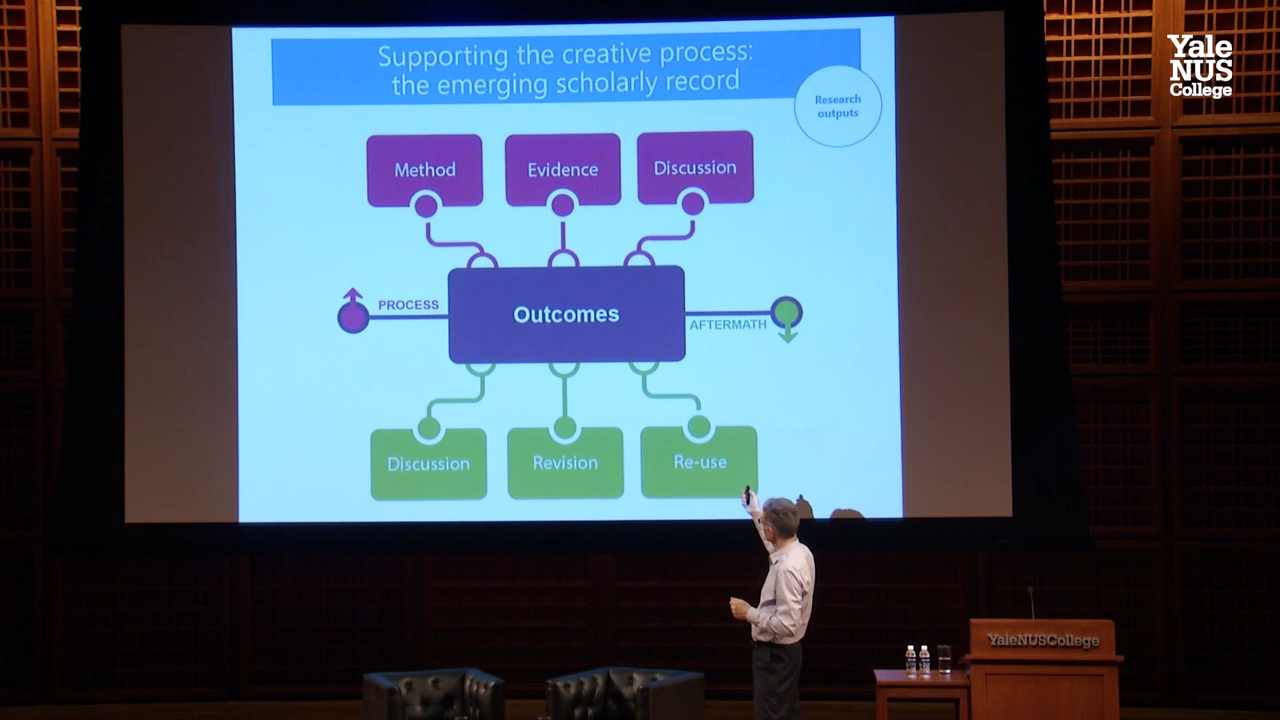 Supporting the creative process:
the emerging scholarly record
Research
outputs
Yale
NUS
College
Method
Evidence
Discussion
PROCESS
Outcomes
AFTERMATH
Discussion
Revision
Re-use
YaleNUSCollege